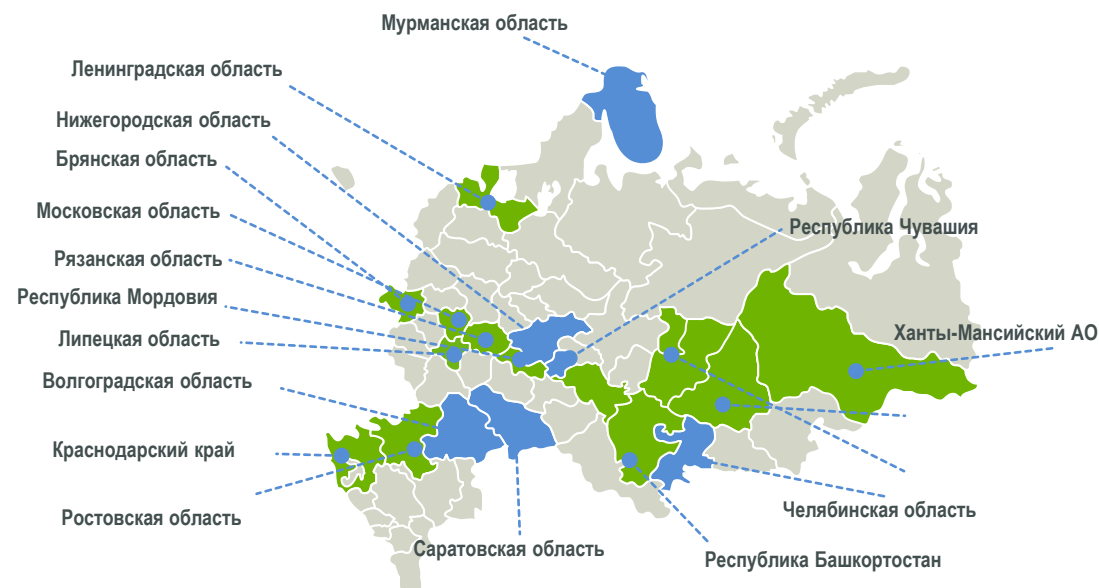 Мурманская область
Ленинградская область
Нижегородская область
Брянская область
Московская область
Республика Чувашия
Рязанская область
Республика Мордовия
Ханты-Мансийский АО
Липецкая область
Волгоградская область
Краснодарский край
Челябинская область
Ростовская область
Саратовская область
Республика Башкортостан